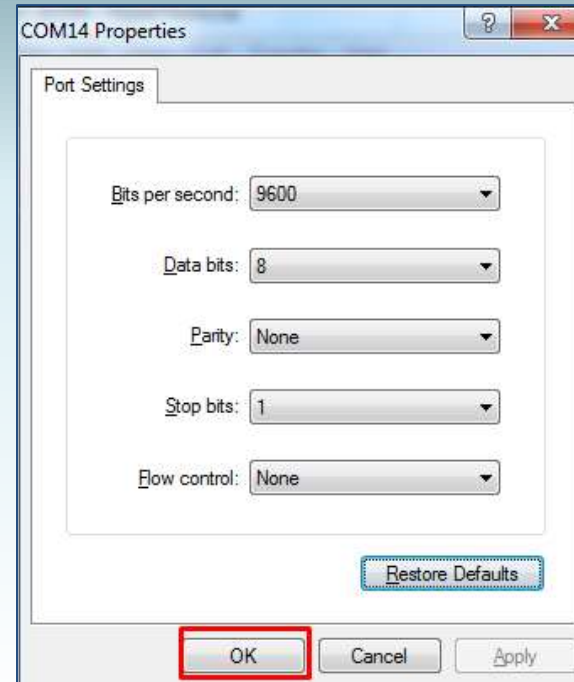 COM14 Properties
Port Settings
Bits per second: 9600
Data bits: 8
Parity: None
Stop bits: 1
Flow control: None
Restore Defaults
OK Cancel Apply